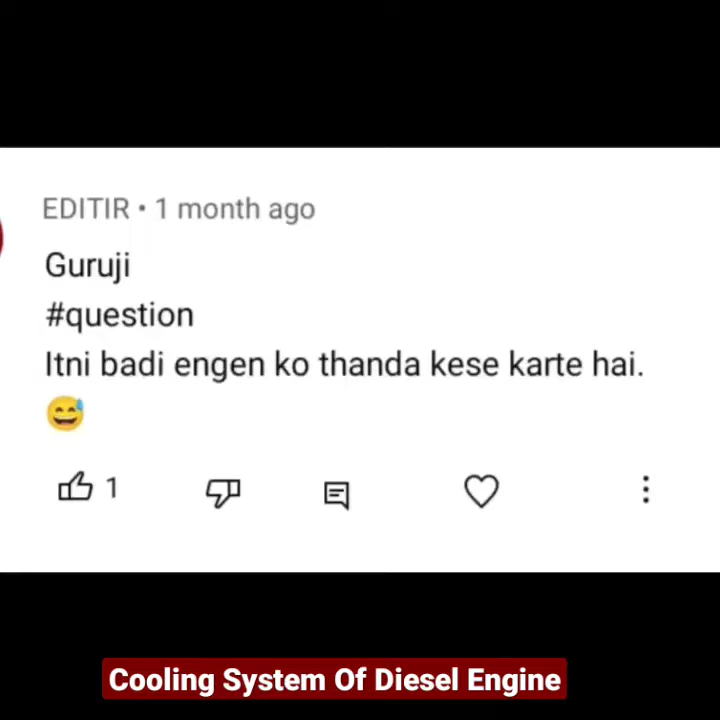 EDITIR • 1 month ago
Guruji
#question
Itni badi engen ko thanda kese karte hai.
😅
1
Cooling System Of Diesel Engine